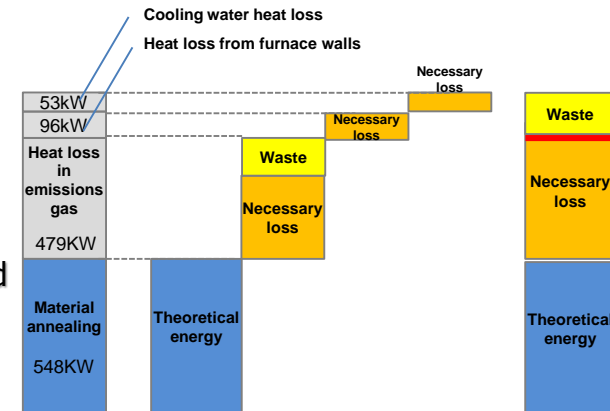 Cooling water heat loss
Heat loss from furnace walls
53kW
96kW
Heat loss
in
emissions
gas
479KW
d
Material
annealing
548KW
Theoretical
energy
Waste
Necessary
loss
Necessary
loss
Necessary
loss
Waste
Necessary
loss
Theoretical
energy